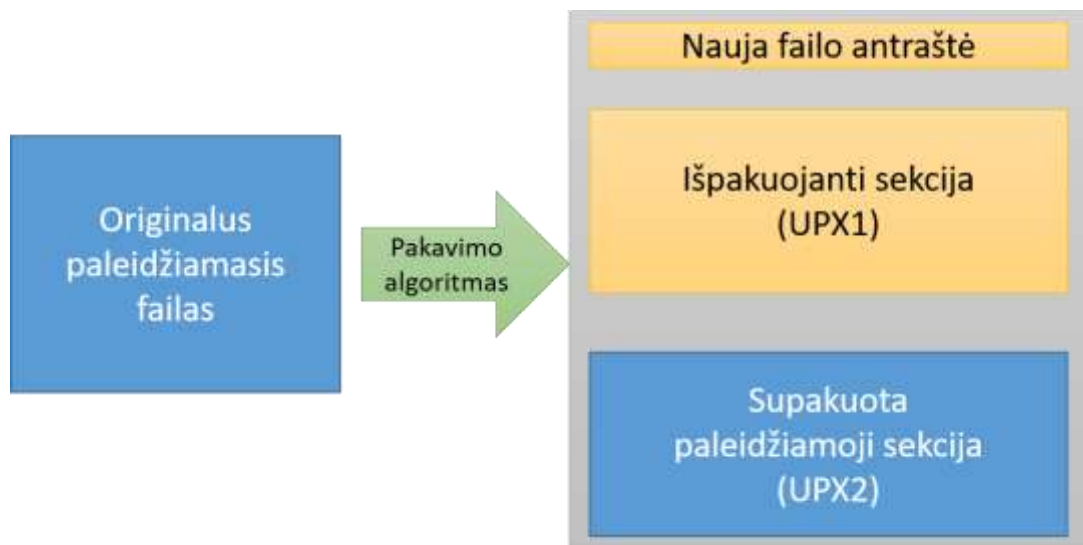 Originalus
paleidžiamasis
failas
Pakavimo
algoritmas
Nauja failo antraštė
Išpakuojanti sekcija
(UPX1)
Supakuota
paleidžiamoji sekcija
(UPX2)